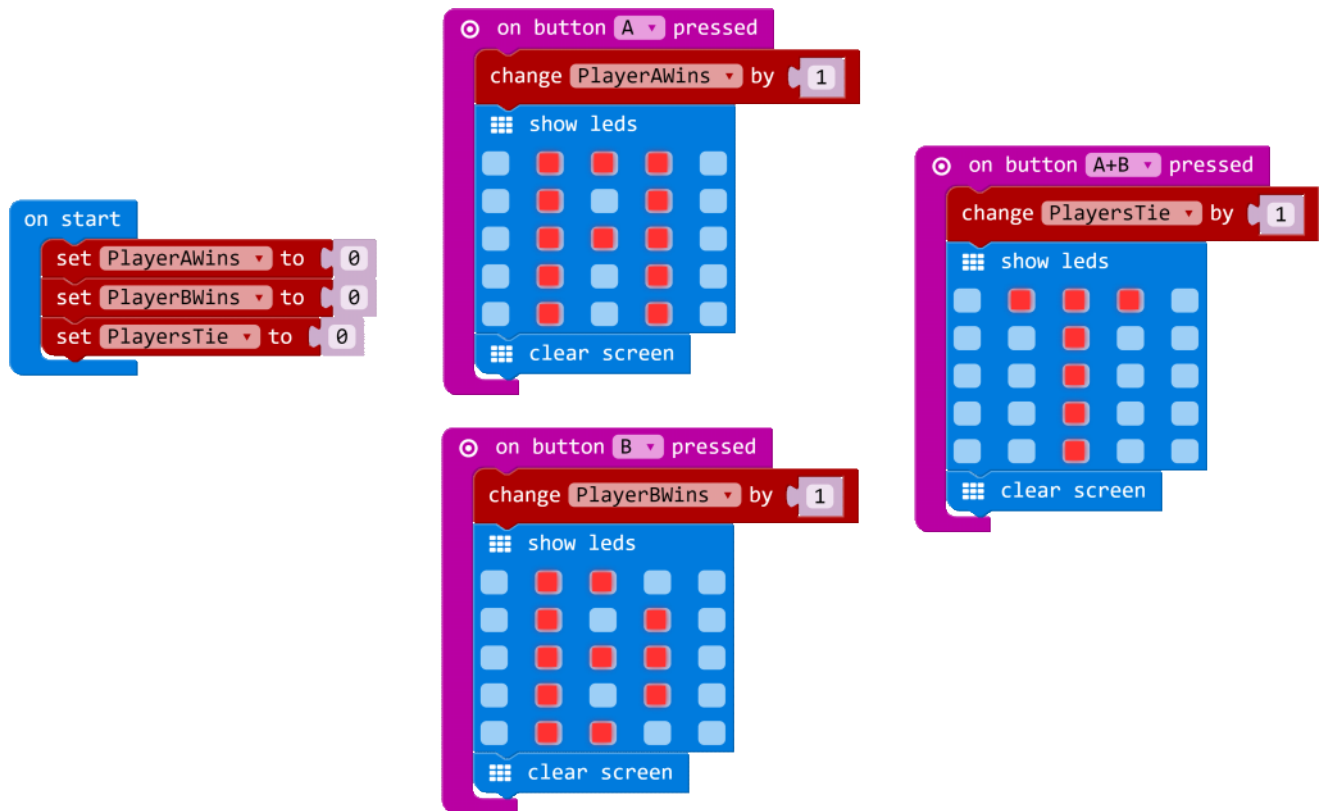 on start
set PlayerAWins to 0
set PlayerBWins to 0
set PlayersTie to 0
on button A pressed
change PlayerAWins by 1
show leds
clear screen
on button B pressed
change PlayerBWins by 1
show leds
clear screen
on button A+B pressed
change PlayersTie by 1
show leds
clear screen